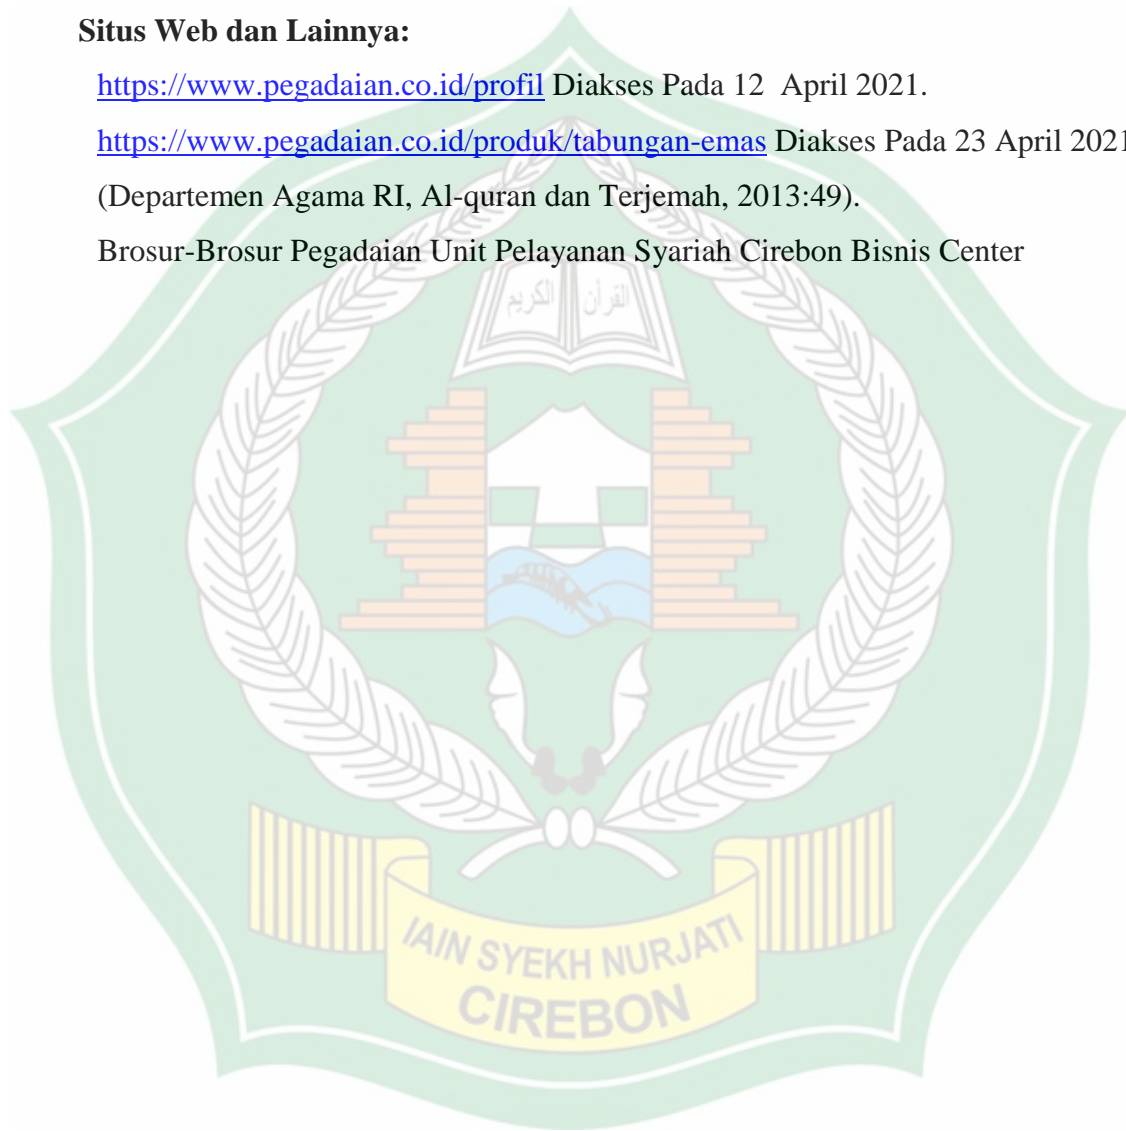 Situs Web dan Lainnya:
https://www.pegadaian.co.id/profil Diakses Pada 12 April 2021.
https://www.pegadaian.co.id/produk/tabungan-emas Diakses Pada 23 April 2021
(Departemen Agama RI, Al-quran dan Terjemah, 2013:49).
Brosur-Brosur Pegadaian Unit Pelayanan Syariah Cirebon Bisnis Center
القرآن الكريم
IAIN SYEKH NURJATI
CIREBON